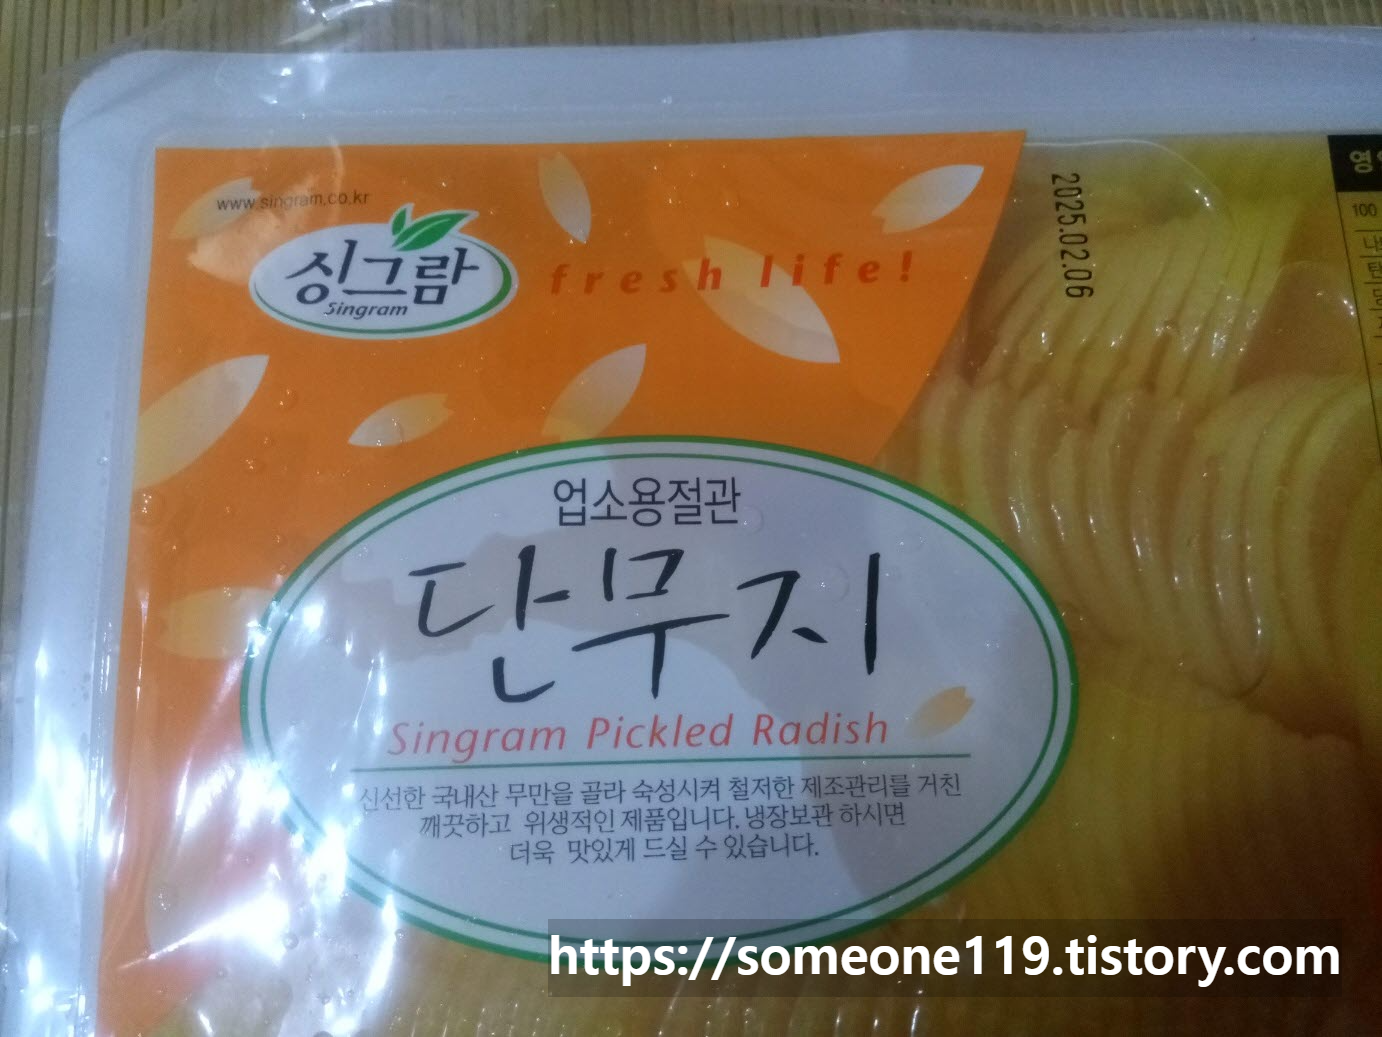 www.singram.co.kr
싱그람
Singram
fresh life!
2025.02.06
100
업소용절관
단무지
Singram Pickled Radish
신선한 국내산 무만을 골라 숙성시켜 철저한 제조관리를 거친
깨끗하고 위생적인 제품입니다. 냉장보관 하시면
더욱 맛있게 드실 수 있습니다.
https://someone119.tistory.com